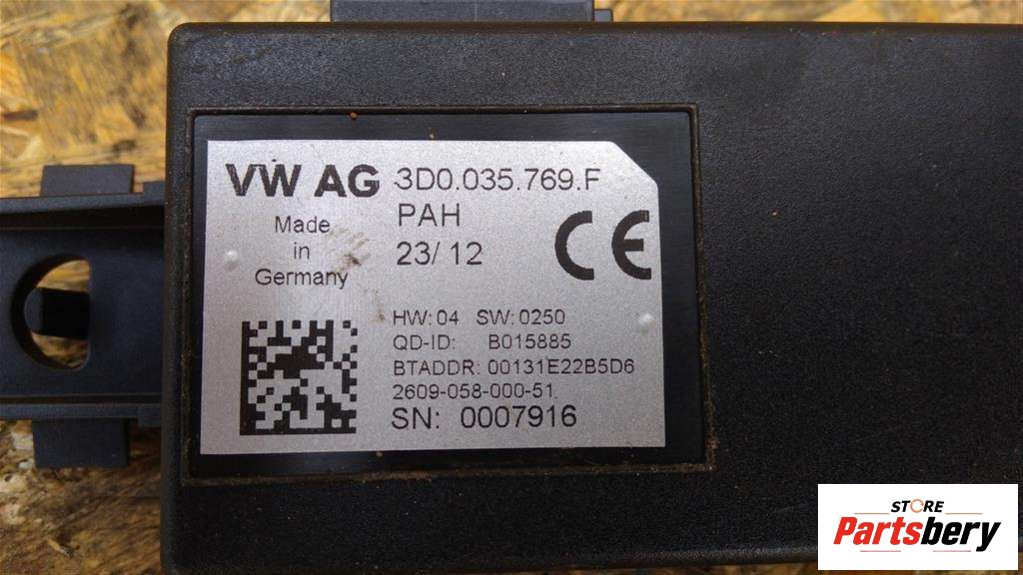 VW AG 3D0.035.769.F
Made
in
Germany
PAH
23/ 12
CE
HW: 04 SW: 0250
QD-ID: B015885
BTADDR: 00131E22B5D6
2609-058-000-51
SN: 0007916
STORE
Partsbery